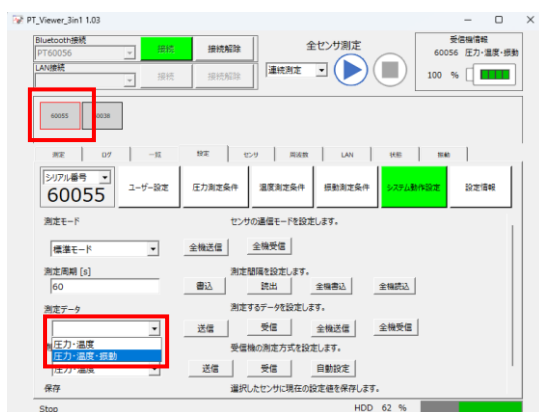 PT_Viewer_3in1 1.03
Bluetooth接続
PT60056
接続
接続解除
LAN接続
接続
接続解除
全センサ測定
連続測定
受信機情報
60056 圧力・温度・振動
100 %
60055
60038
測定 ログ 一括 設定 センサ 周波数 LAN 状態 振動
シリアル番号
60055
ユーザー設定
圧力測定条件
温度測定条件
振動測定条件
システム動作設定
設定情報
測定モード
センサの通信モードを設定します。
標準モード
全機送信
全機受信
測定周期 [s]
測定間隔を設定します。
60
書込
読出
全機書込
全機読込
測定データ
測定するデータを設定します。
送信
受信
全機送信
全機受信
圧力・温度
圧力・温度・振動
受信機の測定方式を設定します。
圧力・温度
送信
受信
自動設定
保存
選択したセンサに現在の設定値を保存します。
Stop
HDD 62 %